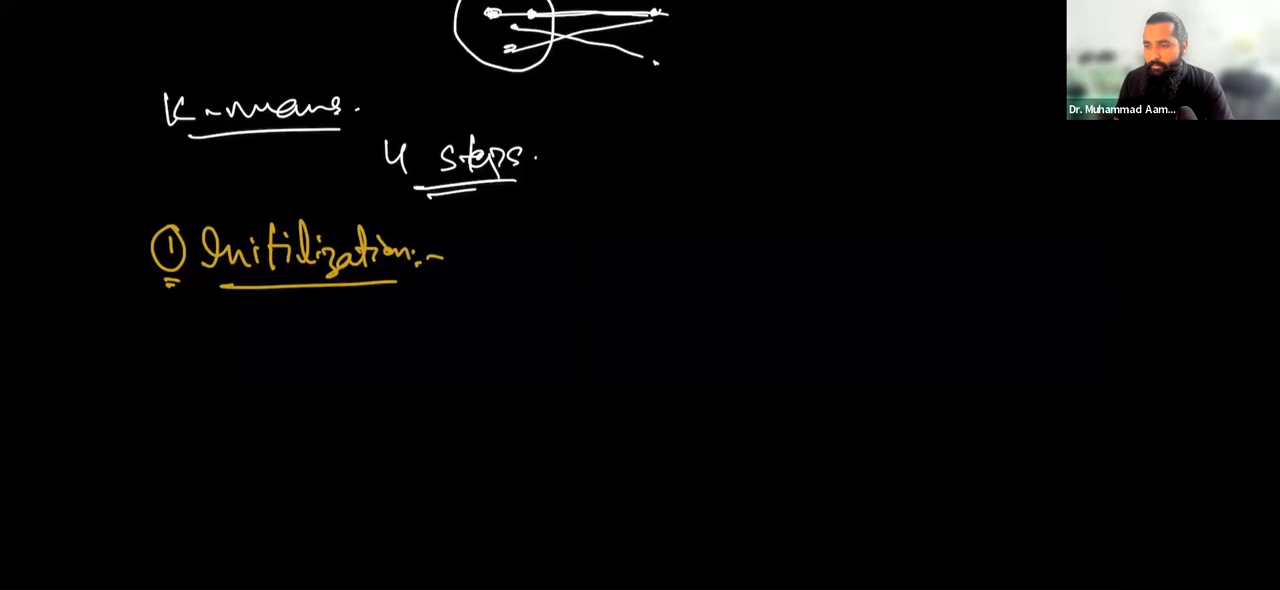 Dr. Muhammad Aam...
K-means.
4 steps.
① Initilization:-